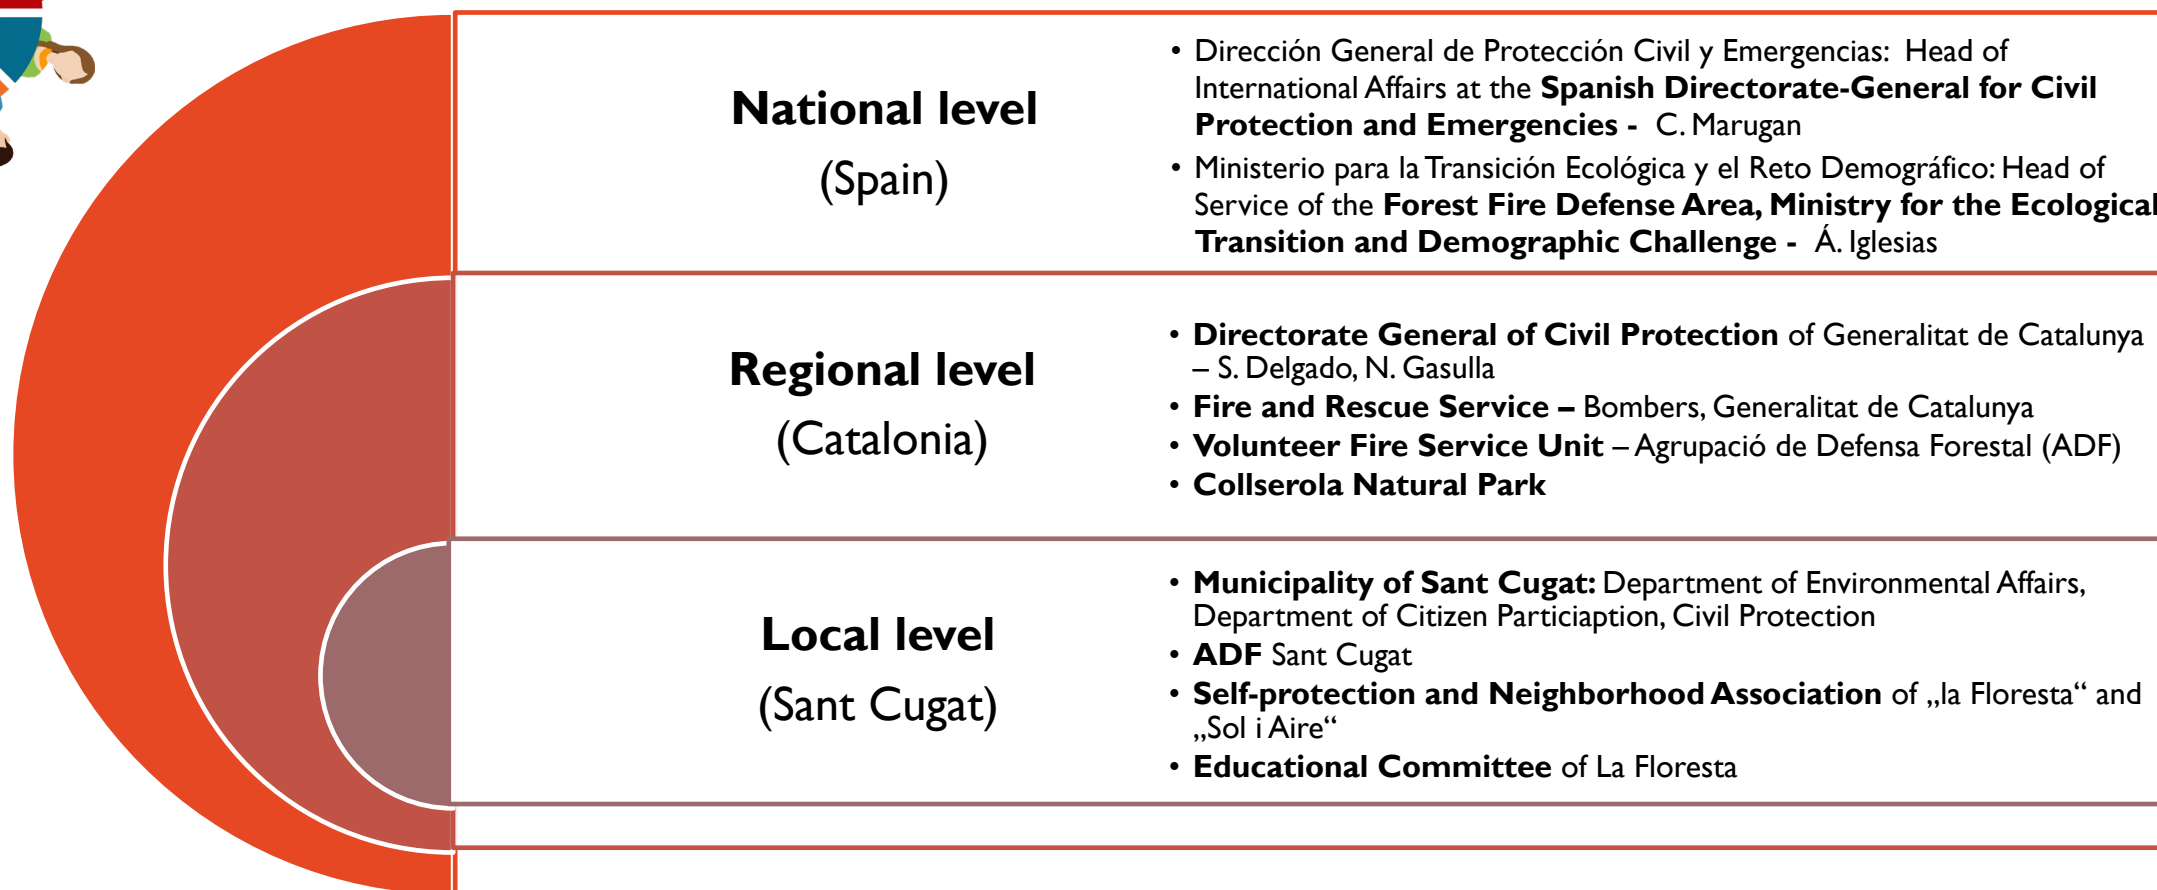 National level
(Spain)
• Dirección General de Protección Civil y Emergencias: Head of
International Affairs at the Spanish Directorate-General for Civil
Protection and Emergencies - C. Marugan
• Ministerio para la Transición Ecológica y el Reto Demográfico: Head of
Service of the Forest Fire Defense Area, Ministry for the Ecological
Transition and Demographic Challenge - Á. Iglesias
Regional level
(Catalonia)
• Directorate General of Civil Protection of Generalitat de Catalunya
– S. Delgado, N. Gasulla
• Fire and Rescue Service – Bombers, Generalitat de Catalunya
• Volunteer Fire Service Unit – Agrupació de Defensa Forestal (ADF)
• Collserola Natural Park
Local level
(Sant Cugat)
• Municipality of Sant Cugat: Department of Environmental Affairs,
Department of Citizen Particiaption, Civil Protection
• ADF Sant Cugat
• Self-protection and Neighborhood Association of „la Floresta“ and
„Sol i Aire“
• Educational Committee of La Floresta